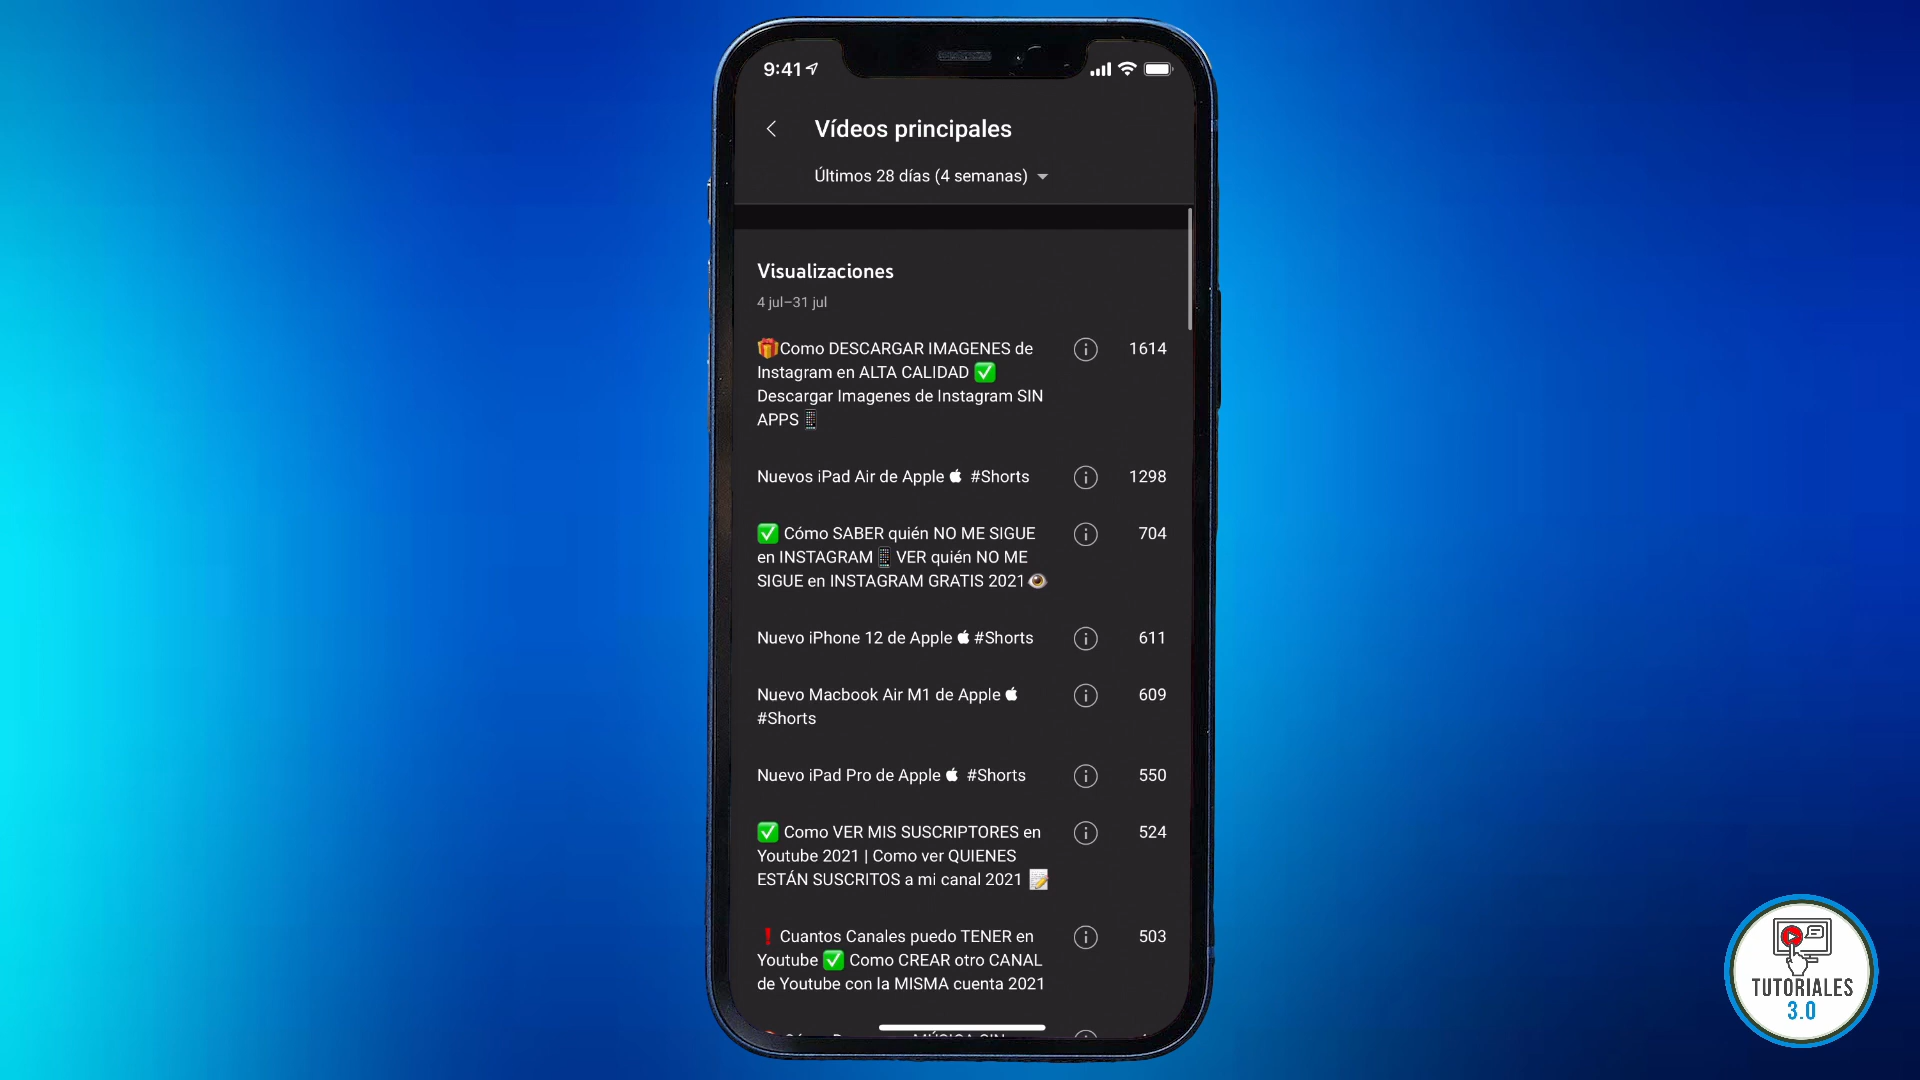 9:41
Vídeos principales
Últimos 28 días (4 semanas)
Visualizaciones
4 jul–31 jul
🎁Como DESCARGAR IMAGENES de 1614
Instagram en ALTA CALIDAD ✅
Descargar Imagenes de Instagram SIN
APPS 📱
Nuevos iPad Air de Apple  #Shorts 1298
✅ Cómo SABER quién NO ME SIGUE 704
en INSTAGRAM📱VER quién NO ME
SIGUE en INSTAGRAM GRATIS 2021👁
Nuevo iPhone 12 de Apple  #Shorts 611
Nuevo Macbook Air M1 de Apple  609
#Shorts
Nuevo iPad Pro de Apple  #Shorts 550
✅ Como VER MIS SUSCRIPTORES en 524
Youtube 2021 | Como ver QUIENES
ESTÁN SUSCRITOS a mi canal 2021 📝
❗ Cuantos Canales puedo TENER en 503
Youtube ✅ Como CREAR otro CANAL
de Youtube con la MISMA cuenta 2021
TUTORIALES
3.0